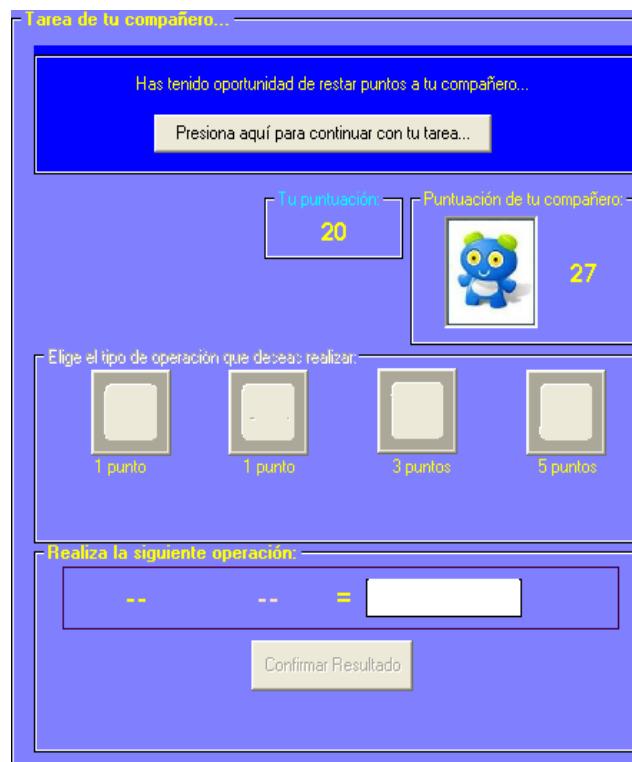 Tarea de tu compañero...
Has tenido oportunidad de restar puntos a tu compañero...
Presiona aquí para continuar con tu tarea...
Tu puntuación:
20
Puntuación de tu compañero:
27
Elige el tipo de operación que deseas realizar:
1 punto
1 punto
3 puntos
5 puntos
Realiza la siguiente operación:
-- -- =
Confirmar Resultado